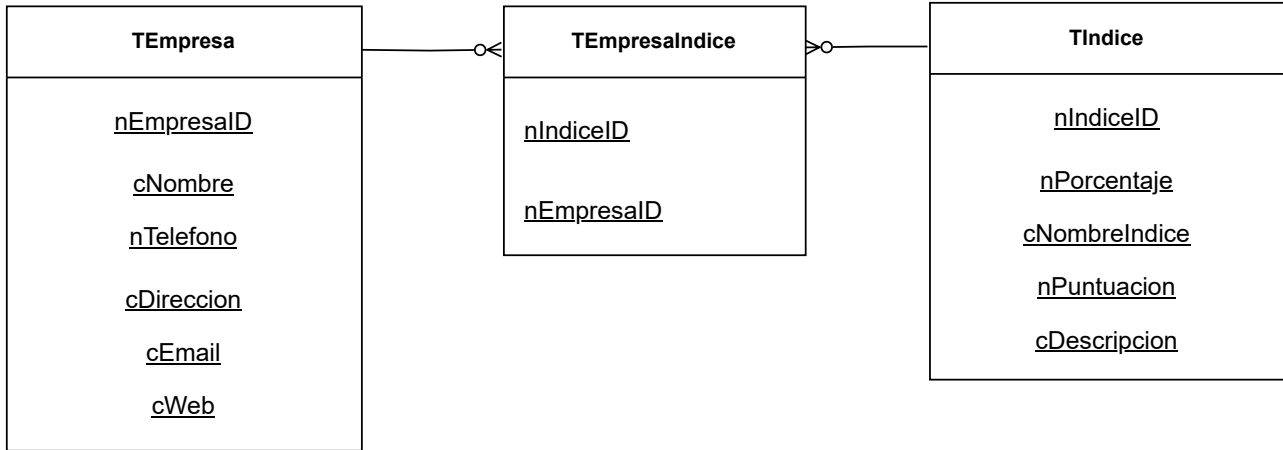 TEmpresa
nEmpresaID
cNombre
nTelefono
cDireccion
cEmail
cWeb
TEmpresaIndice
nIndiceID
nEmpresaID
TIndice
nIndiceID
nPorcentaje
cNombreIndice
nPuntuacion
cDescripcion